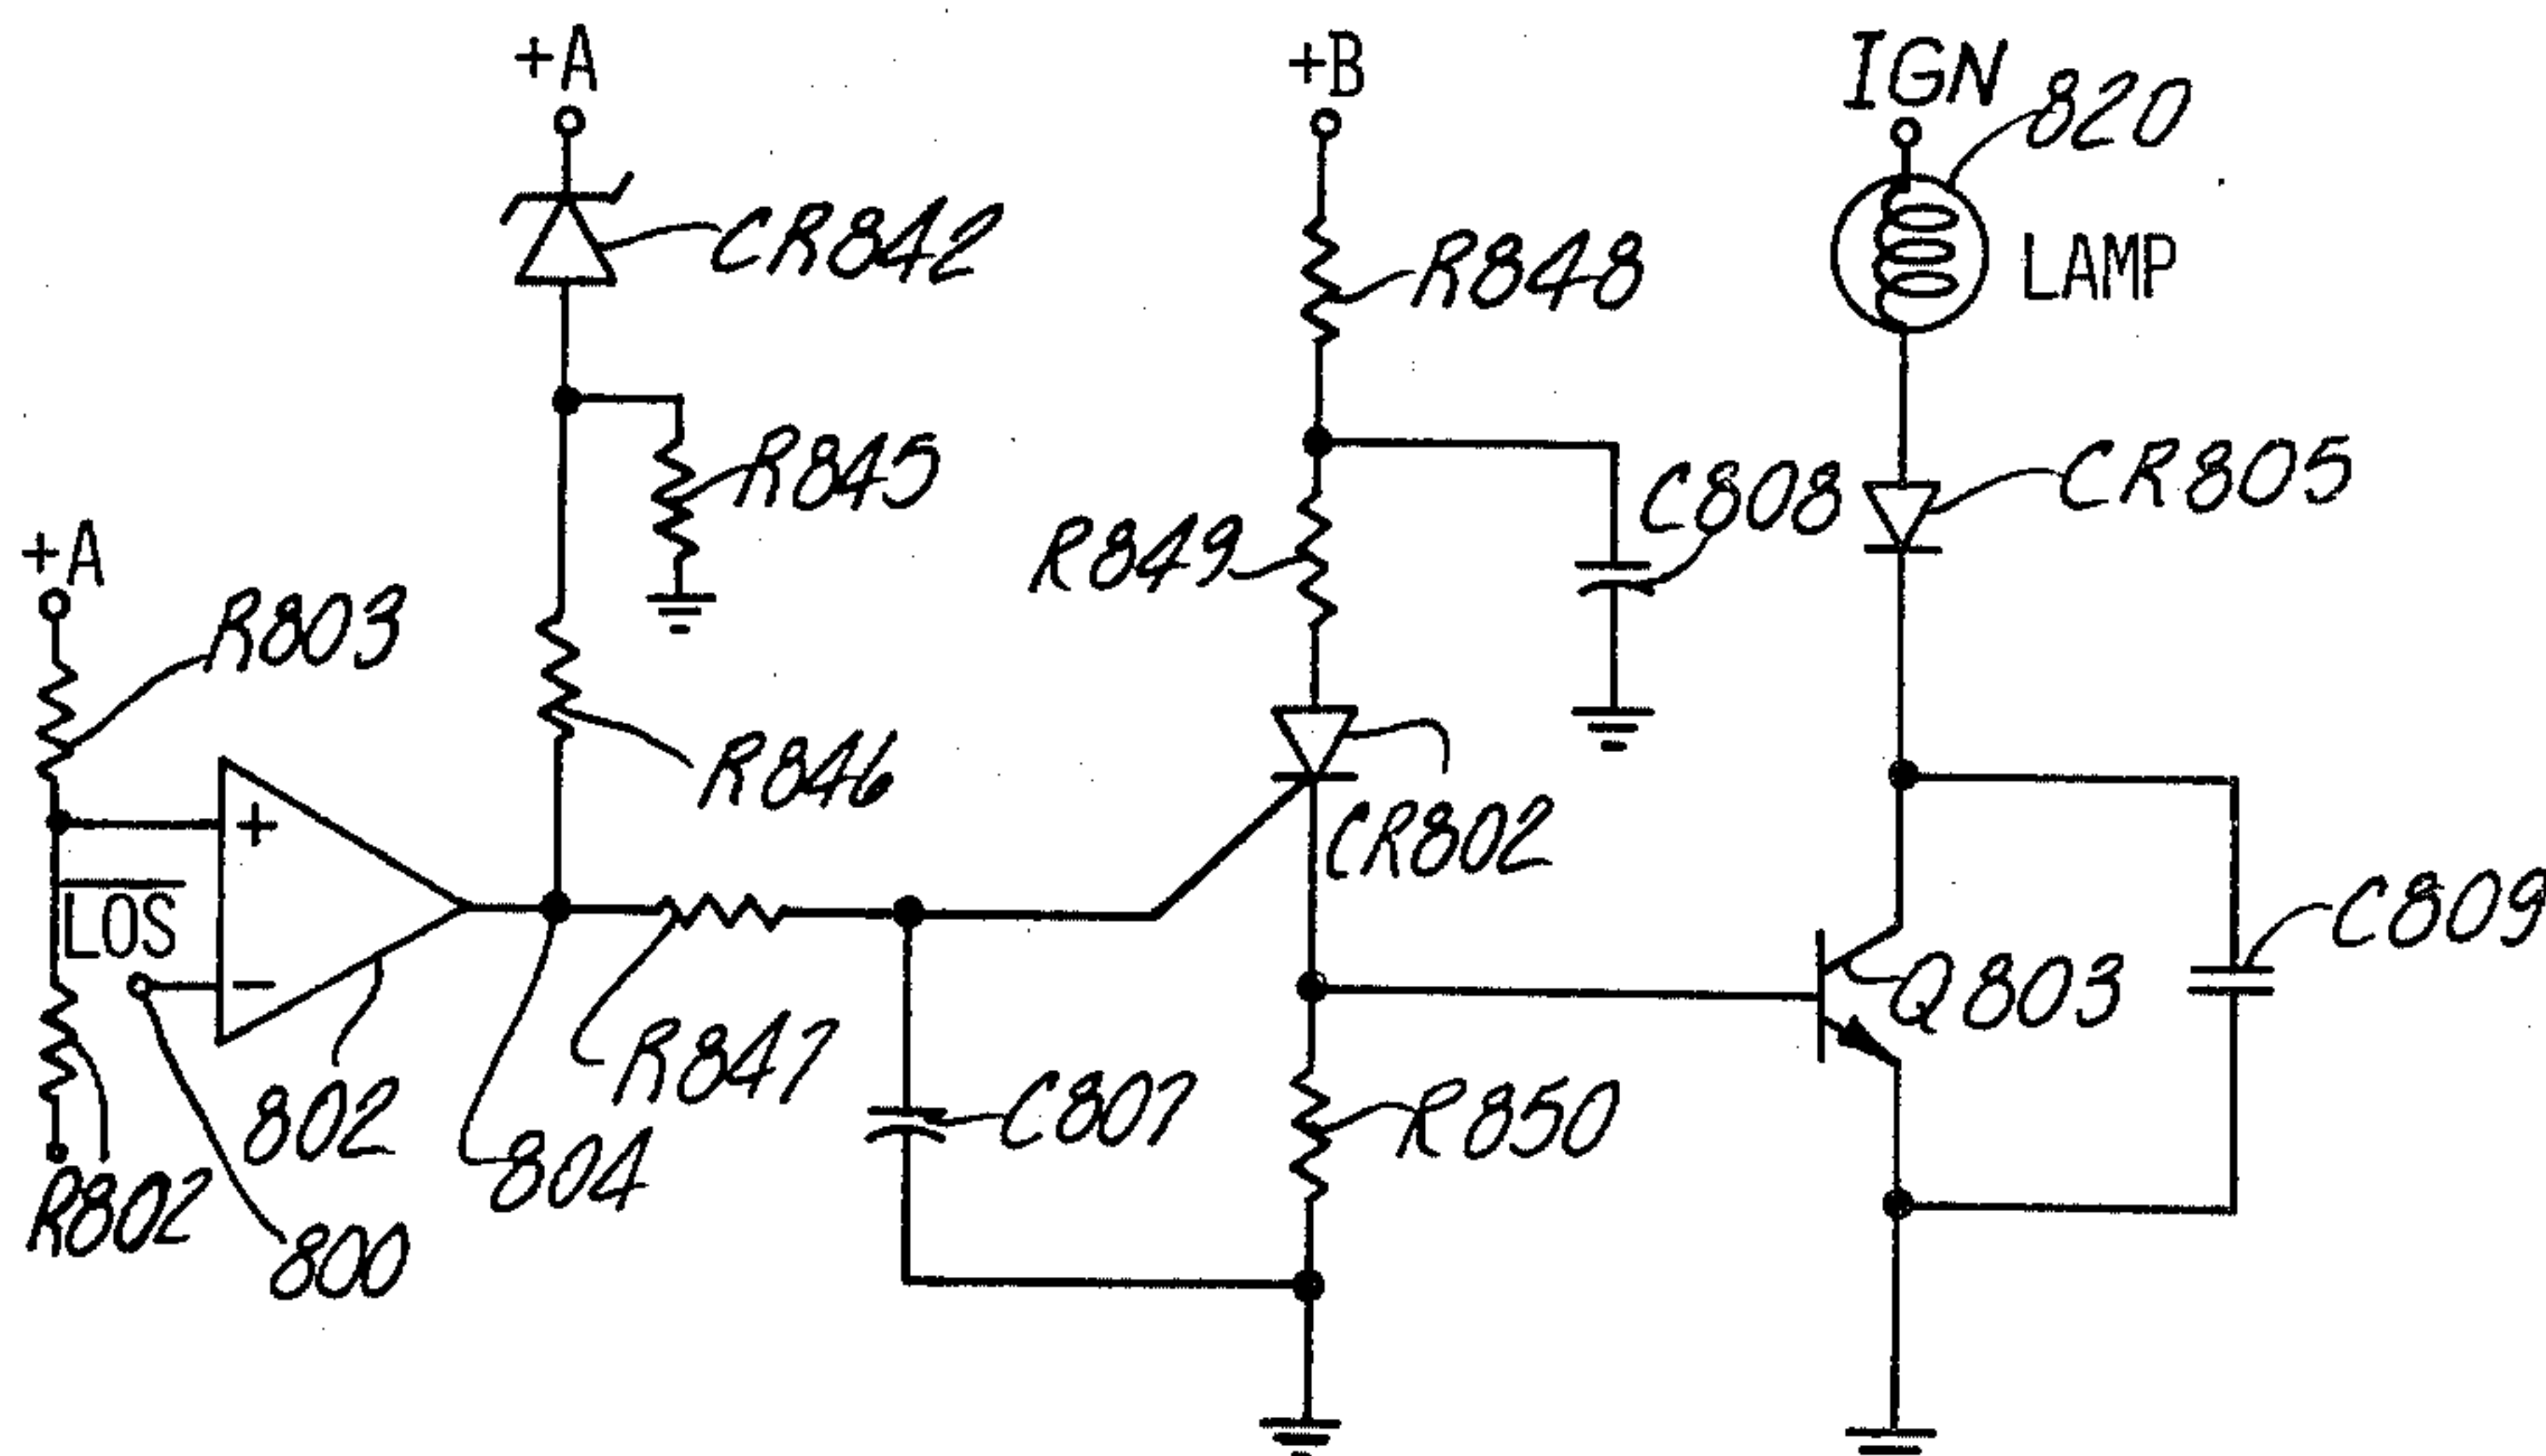 +A
+B
IGN
820
CR842
R848
LAMP
R845
C808
CR805
+A
R849
R803
R846
CR802
+
LOS
C809
−
Q803
R847
802
C807
R850
804
R802
800